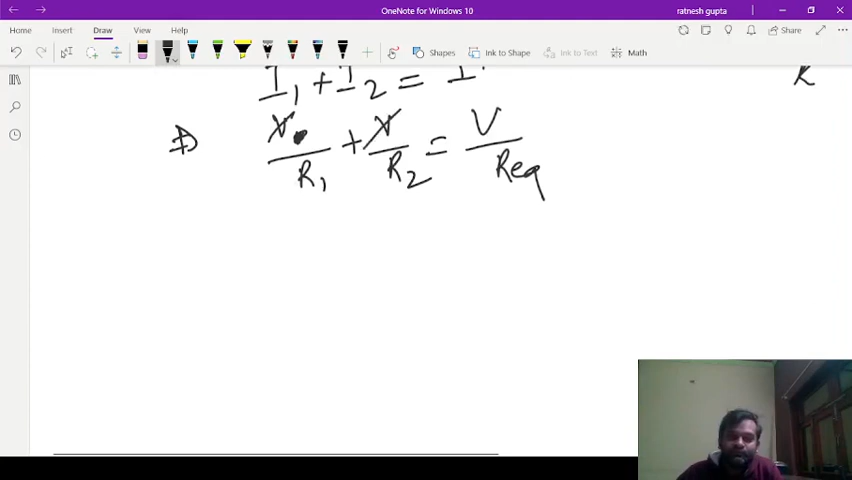 OneNote for Windows 10
ratnesh gupta
Home Insert Draw View Help Share
Shapes Ink to Shape Ink to Text Math
I₁ + I₂ = I
R
⇒ V/R₁ + V/R₂ = V/Req